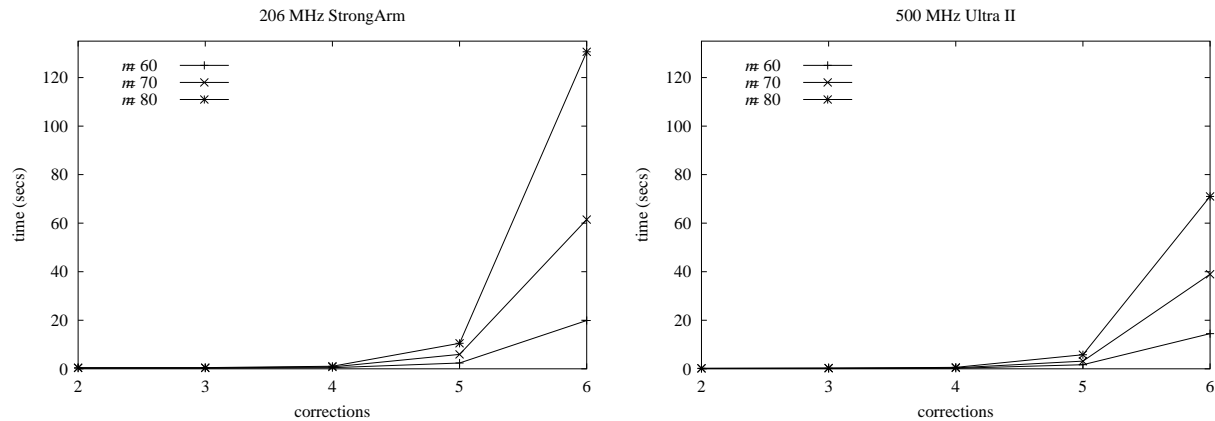 206 MHz StrongArm
m= 60
m= 70
m= 80
time (secs)
120
100
80
60
40
20
0
2 3 4 5 6
corrections
500 MHz Ultra II
m= 60
m= 70
m= 80
time (secs)
120
100
80
60
40
20
0
2 3 4 5 6
corrections